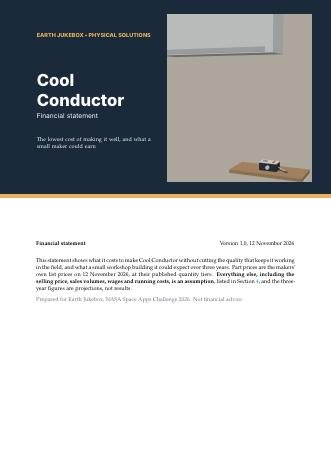 EARTH JUKEBOX • PHYSICAL SOLUTIONS
Cool
Conductor
Financial statement
The lowest cost of making it well, and what a
small maker could earn
Financial statement
Version 1.0, 12 November 2026
This statement shows what it costs to make Cool Conductor without cutting the quality that keeps it working
in the field, and what a small workshop building it could expect over three years. Part prices are the makers'
own list prices on 12 November 2026, at their published quantity tiers. Everything else, including the
selling price, sales volumes, wages and running costs, is an assumption, listed in Section 4, and the three-
year figures are projections, not results.
Prepared for Earth Jukebox, NASA Space Apps Challenge 2026. Not financial advice.